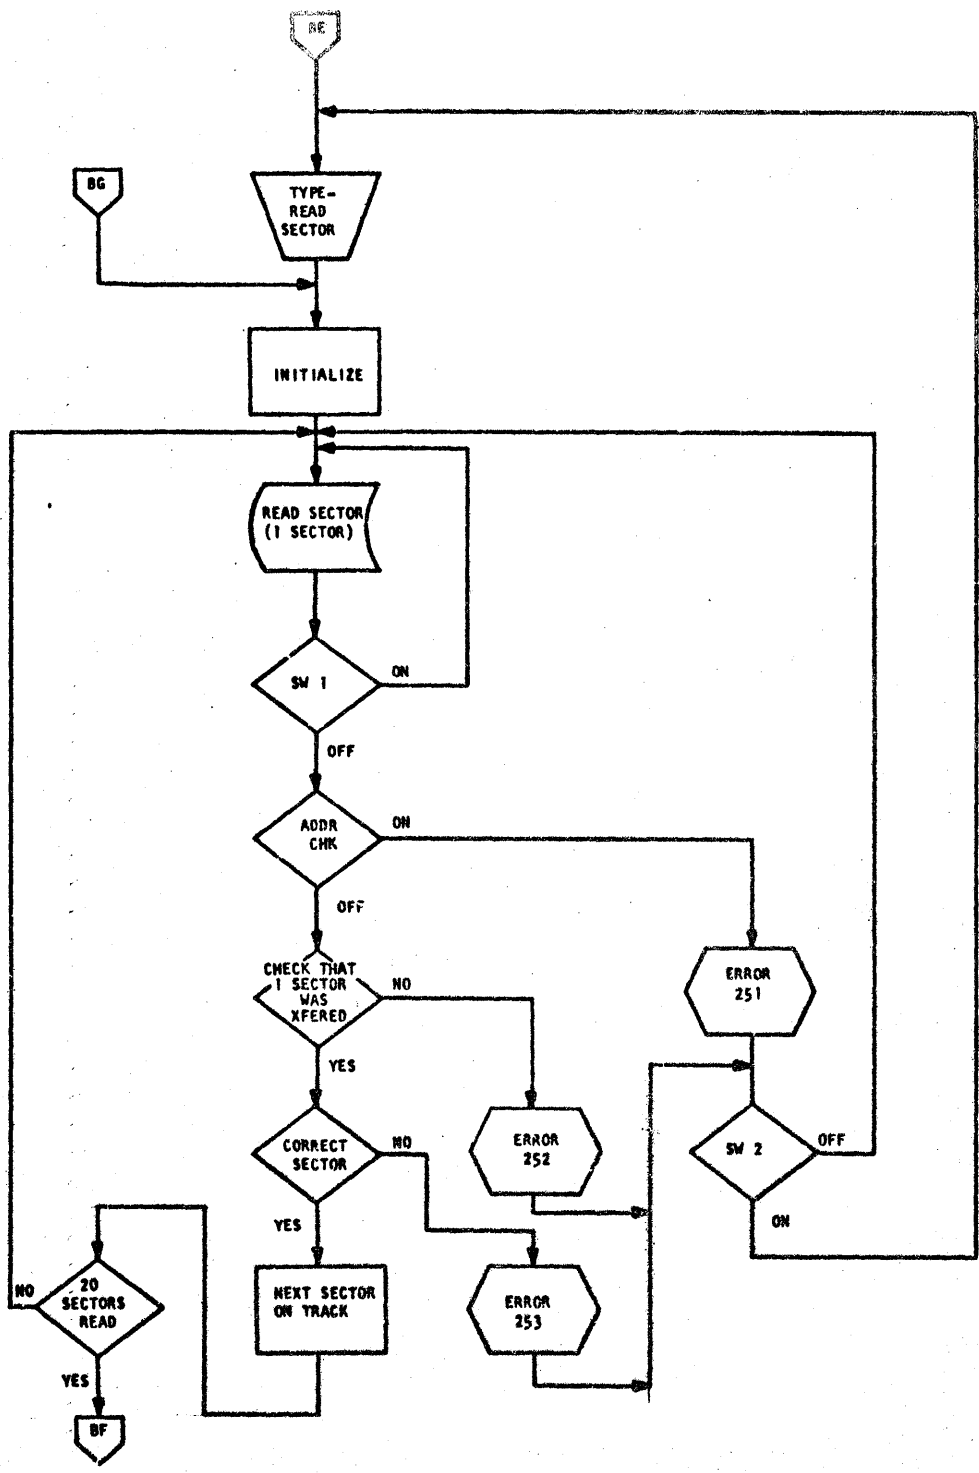 BE
BG
TYPE-
READ
SECTOR
INITIALIZE
READ SECTOR
(1 SECTOR)
SW 1
ON
OFF
ADDR
CHK
ON
OFF
CHECK THAT
1 SECTOR
WAS
XFERED
NO
YES
ERROR
251
CORRECT
SECTOR
NO
YES
ERROR
252
SW 2
OFF
ON
20
SECTORS
READ
NO
YES
NEXT SECTOR
ON TRACK
ERROR
253
BF